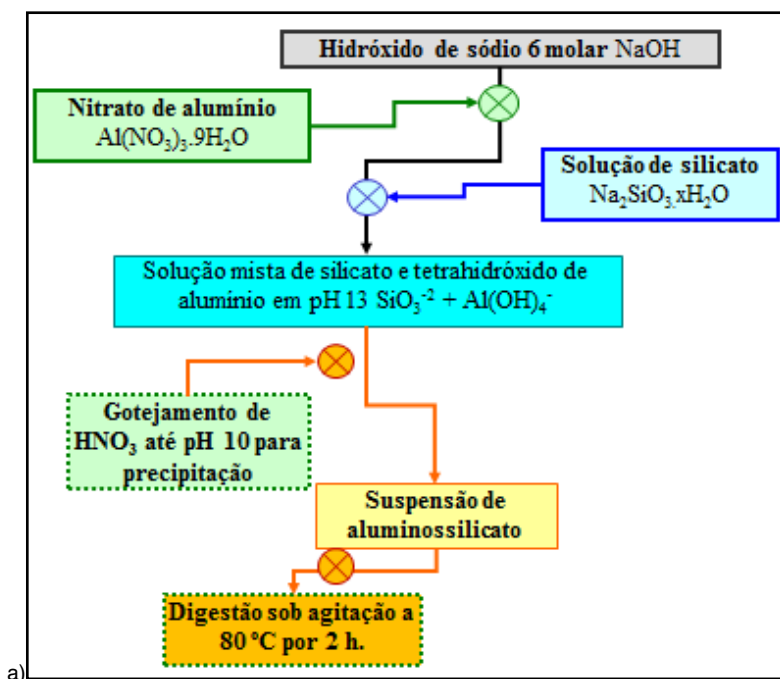 Hidróxido de sódio 6 molar NaOH
Nitrato de alumínio
Al(NO₃)₃.9H₂O
Solução de silicato
Na₂SiO₃.xH₂O
Solução mista de silicato e tetrahidróxido de
alumínio em pH 13 SiO₃⁻² + Al(OH)₄⁻
Gotejamento de
HNO₃ até pH 10 para
precipitação
Suspensão de
aluminossilicato
Digestão sob agitação a
80 ºC por 2 h.
a)